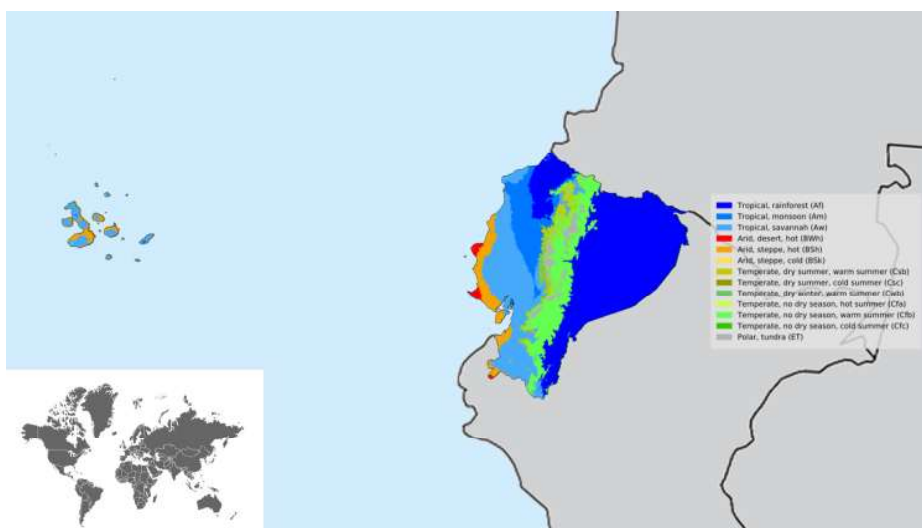 Tropical, rainforest (Af)
Tropical, monsoon (Am)
Tropical, savannah (Aw)
Arid, desert, hot (BWh)
Arid, steppe, hot (BSh)
Arid, steppe, cold (BSk)
Temperate, dry summer, warm summer (Csb)
Temperate, dry summer, cold summer (Csc)
Temperate, dry winter, warm summer (Cwb)
Temperate, no dry season, hot summer (Cfa)
Temperate, no dry season, warm summer (Cfb)
Temperate, no dry season, cold summer (Cfc)
Polar, tundra (ET)